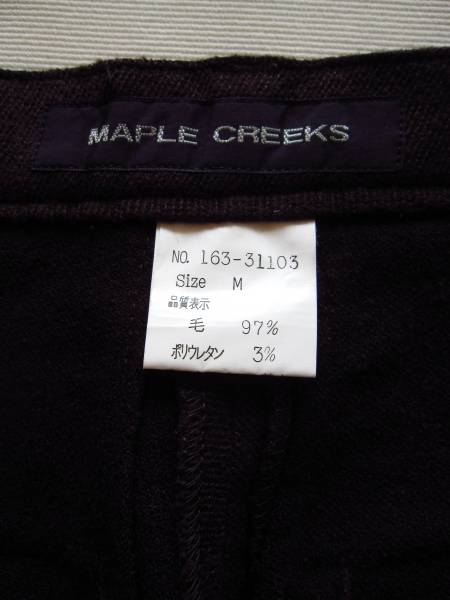 MAPLE CREEKS
NO. 163-31103
Size M
品質表示
毛 97%
ポリウレタン 3%